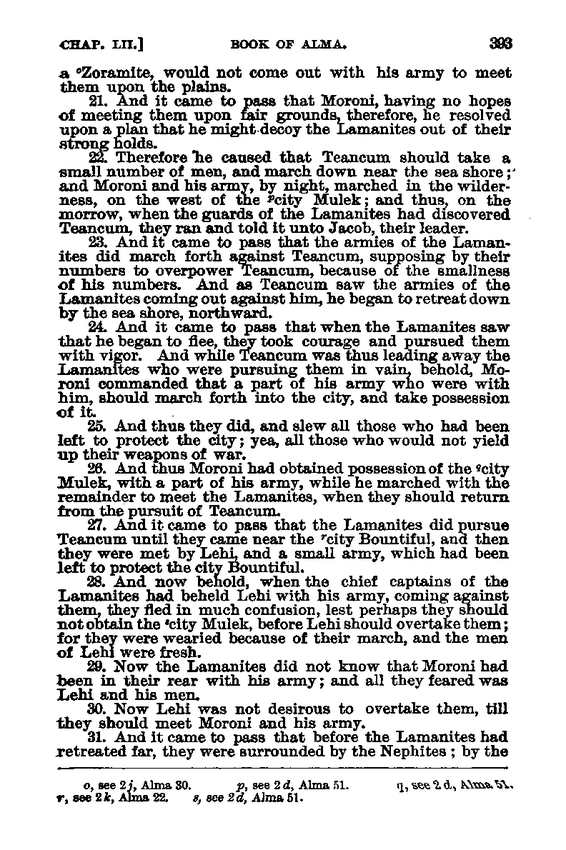 CHAP. LII.] BOOK OF ALMA. 393
a °Zoramite, would not come out with his army to meet
them upon the plains.
21. And it came to pass that Moroni, having no hopes
of meeting them upon fair grounds, therefore, he resolved
upon a plan that he might decoy the Lamanites out of their
strong holds.
22. Therefore he caused that Teancum should take a
small number of men, and march down near the sea shore;
and Moroni and his army, by night, marched in the wilder-
ness, on the west of the ᵖcity Mulek; and thus, on the
morrow, when the guards of the Lamanites had discovered
Teancum, they ran and told it unto Jacob, their leader.
23. And it came to pass that the armies of the Laman-
ites did march forth against Teancum, supposing by their
numbers to overpower Teancum, because of the smallness
of his numbers. And as Teancum saw the armies of the
Lamanites coming out against him, he began to retreat down
by the sea shore, northward.
24. And it came to pass that when the Lamanites saw
that he began to flee, they took courage and pursued them
with vigor. And while Teancum was thus leading away the
Lamanites who were pursuing them in vain, behold, Mo-
roni commanded that a part of his army who were with
him, should march forth into the city, and take possession
of it.
25. And thus they did, and slew all those who had been
left to protect the city; yea, all those who would not yield
up their weapons of war.
26. And thus Moroni had obtained possession of the qcity
Mulek, with a part of his army, while he marched with the
remainder to meet the Lamanites, when they should return
from the pursuit of Teancum.
27. And it came to pass that the Lamanites did pursue
Teancum until they came near the ʳcity Bountiful, and then
they were met by Lehi, and a small army, which had been
left to protect the city Bountiful.
28. And now behold, when the chief captains of the
Lamanites had beheld Lehi with his army, coming against
them, they fled in much confusion, lest perhaps they should
not obtain the ˢcity Mulek, before Lehi should overtake them;
for they were wearied because of their march, and the men
of Lehi were fresh.
29. Now the Lamanites did not know that Moroni had
been in their rear with his army; and all they feared was
Lehi and his men.
30. Now Lehi was not desirous to overtake them, till
they should meet Moroni and his army.
31. And it came to pass that before the Lamanites had
retreated far, they were surrounded by the Nephites; by the
o, see 2 j, Alma 30. p, see 2 d, Alma 51. q, see 2 d., Alma 51.
r, see 2 k, Alma 22. s, see 2 d, Alma 51.